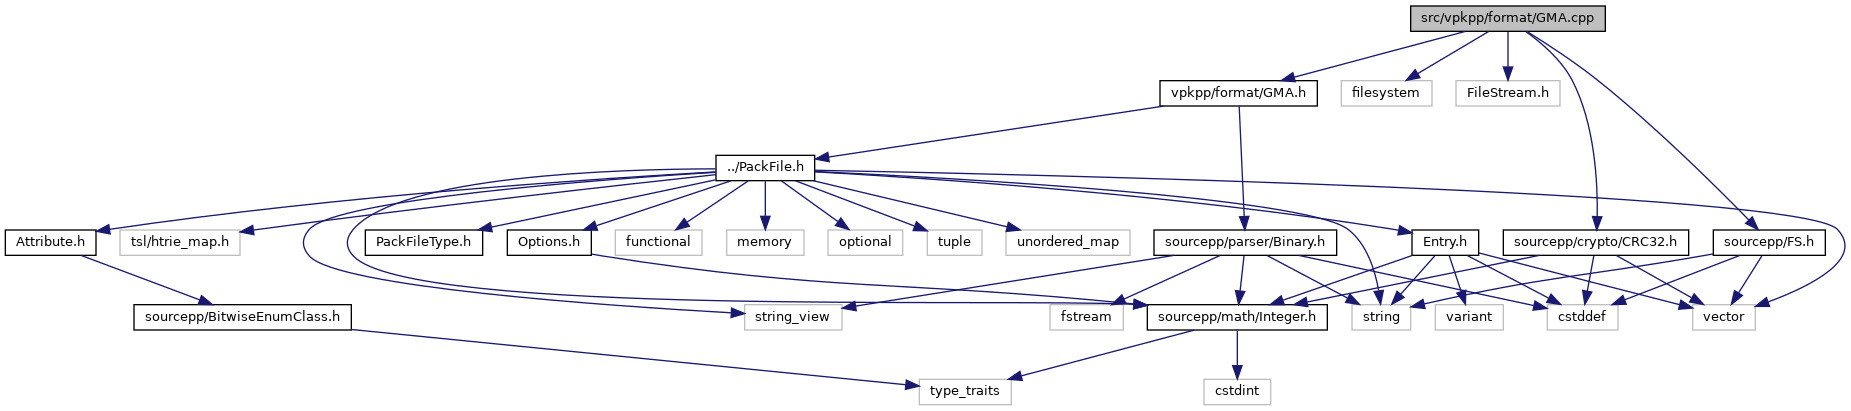 src/vpkpp/format/GMA.cpp
vpkpp/format/GMA.h
filesystem
FileStream.h
../PackFile.h
Attribute.h
tsl/htrie_map.h
PackFileType.h
Options.h
functional
memory
optional
tuple
unordered_map
sourcepp/parser/Binary.h
Entry.h
sourcepp/crypto/CRC32.h
sourcepp/FS.h
sourcepp/BitwiseEnumClass.h
string_view
fstream
sourcepp/math/Integer.h
string
variant
cstddef
vector
type_traits
cstdint